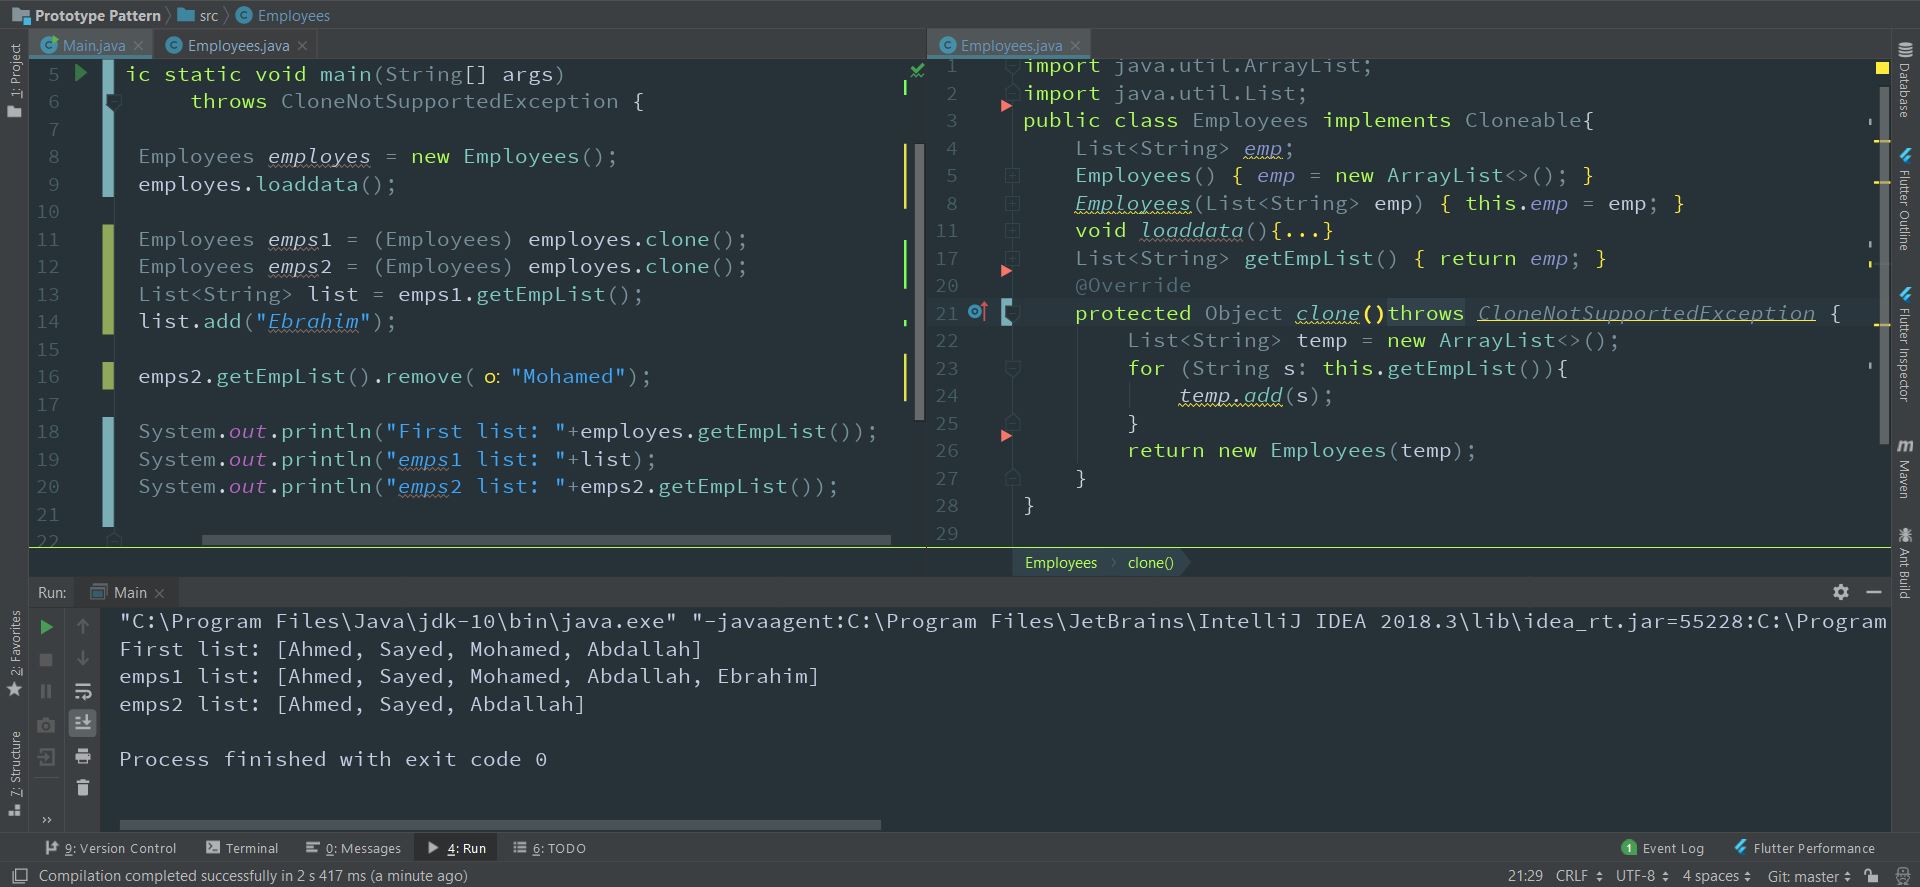 Prototype Pattern src Employees
Main.java Employees.java
5 ic static void main(String[] args)
6 throws CloneNotSupportedException {
7
8 Employees employes = new Employees();
9 employes.loaddata();
10
11 Employees emps1 = (Employees) employes.clone();
12 Employees emps2 = (Employees) employes.clone();
13 List<String> list = emps1.getEmpList();
14 list.add("Ebrahim");
15
16 emps2.getEmpList().remove( o: "Mohamed");
17
18 System.out.println("First list: "+employes.getEmpList());
19 System.out.println("emps1 list: "+list);
20 System.out.println("emps2 list: "+emps2.getEmpList());
21
22
Employees.java
1 import java.util.ArrayList;
2 import java.util.List;
3 public class Employees implements Cloneable{
4 List<String> emp;
5 Employees() { emp = new ArrayList<>(); }
8 Employees(List<String> emp) { this.emp = emp; }
11 void loaddata(){...}
17 List<String> getEmpList() { return emp; }
20 @Override
21 protected Object clone()throws CloneNotSupportedException {
22 List<String> temp = new ArrayList<>();
23 for (String s: this.getEmpList()){
24 temp.add(s);
25 }
26 return new Employees(temp);
27 }
28 }
29
Employees clone()
1: Project
2: Favorites
7: Structure
Database
Flutter Outline
Flutter Inspector
m
Maven
Ant Build
Run: Main
"C:\Program Files\Java\jdk-10\bin\java.exe" "-javaagent:C:\Program Files\JetBrains\IntelliJ IDEA 2018.3\lib\idea_rt.jar=55228:C:\Program
First list: [Ahmed, Sayed, Mohamed, Abdallah]
emps1 list: [Ahmed, Sayed, Mohamed, Abdallah, Ebrahim]
emps2 list: [Ahmed, Sayed, Abdallah]
Process finished with exit code 0
9: Version Control Terminal 0: Messages 4: Run 6: TODO 1 Event Log Flutter Performance
Compilation completed successfully in 2 s 417 ms (a minute ago) 21:29 CRLF UTF-8 4 spaces Git: master